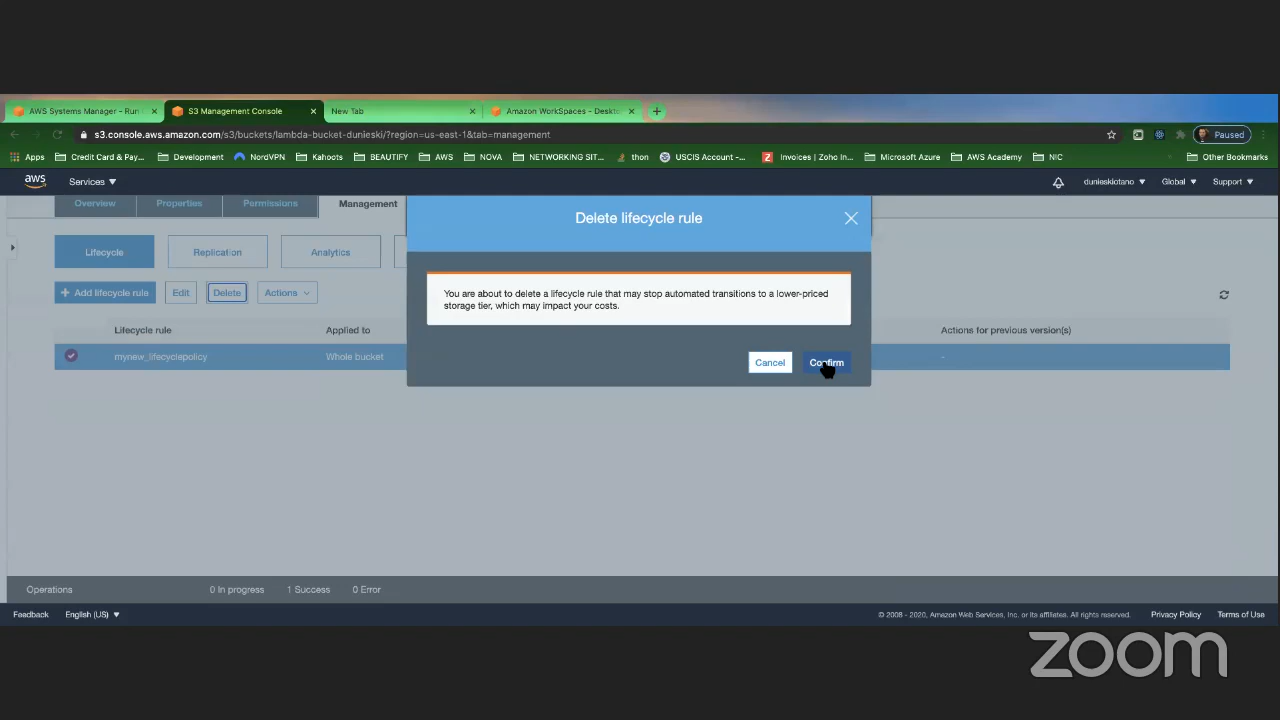 AWS Systems Manager - Run
S3 Management Console
New Tab
Amazon WorkSpaces - Deskto
s3.console.aws.amazon.com/s3/buckets/lambda-bucket-dunieski/?region=us-east-1&tab=management
Paused
Apps
Credit Card & Pay...
Development
NordVPN
Kahoots
BEAUTIFY
AWS
NOVA
NETWORKING SIT...
thon
USCIS Account -...
Invoices | Zoho In...
Microsoft Azure
AWS Academy
NIC
Other Bookmarks
aws
Services
dunieskiotano
Global
Support
Overview
Properties
Permissions
Management
Delete lifecycle rule
Lifecycle
Replication
Analytics
+ Add lifecycle rule
Edit
Delete
Actions
You are about to delete a lifecycle rule that may stop automated transitions to a lower-priced
storage tier, which may impact your costs.
Lifecycle rule
Applied to
Actions for previous version(s)
mynew_lifecyclepolicy
Whole bucket
-
Cancel
Confirm
Operations
0 In progress
1 Success
0 Error
Feedback
English (US)
© 2008 - 2020, Amazon Web Services, Inc. or its affiliates. All rights reserved.
Privacy Policy
Terms of Use
zoom